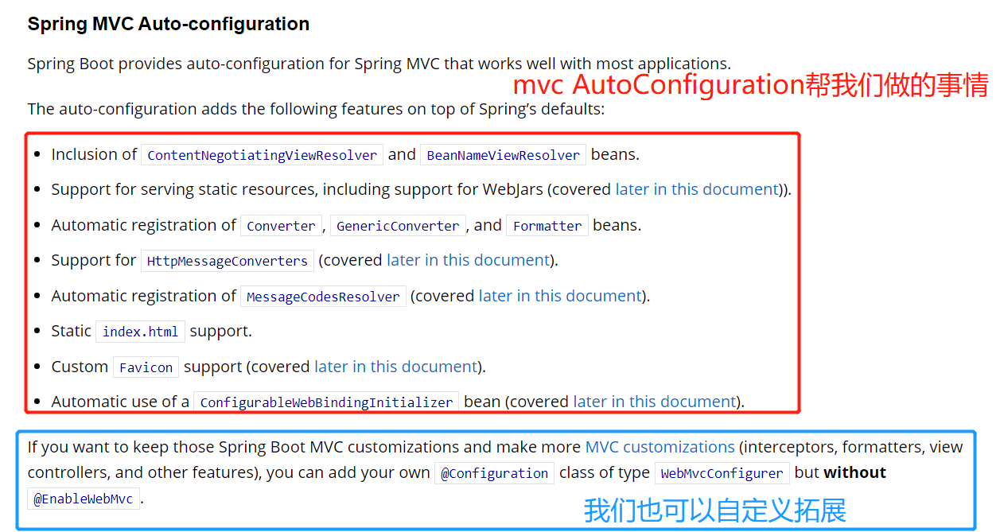 Spring MVC Auto-configuration
Spring Boot provides auto-configuration for Spring MVC that works well with most applications.
mvc AutoConfiguration帮我们做的事情
The auto-configuration adds the following features on top of Spring’s defaults:
• Inclusion of ContentNegotiatingViewResolver and BeanNameViewResolver beans.
• Support for serving static resources, including support for WebJars (covered later in this document)).
• Automatic registration of Converter, GenericConverter, and Formatter beans.
• Support for HttpMessageConverters (covered later in this document).
• Automatic registration of MessageCodesResolver (covered later in this document).
• Static index.html support.
• Custom Favicon support (covered later in this document).
• Automatic use of a ConfigurableWebBindingInitializer bean (covered later in this document).
If you want to keep those Spring Boot MVC customizations and make more MVC customizations (interceptors, formatters, view
controllers, and other features), you can add your own @Configuration class of type WebMvcConfigurer but without
@EnableWebMvc.
我们也可以自定义拓展